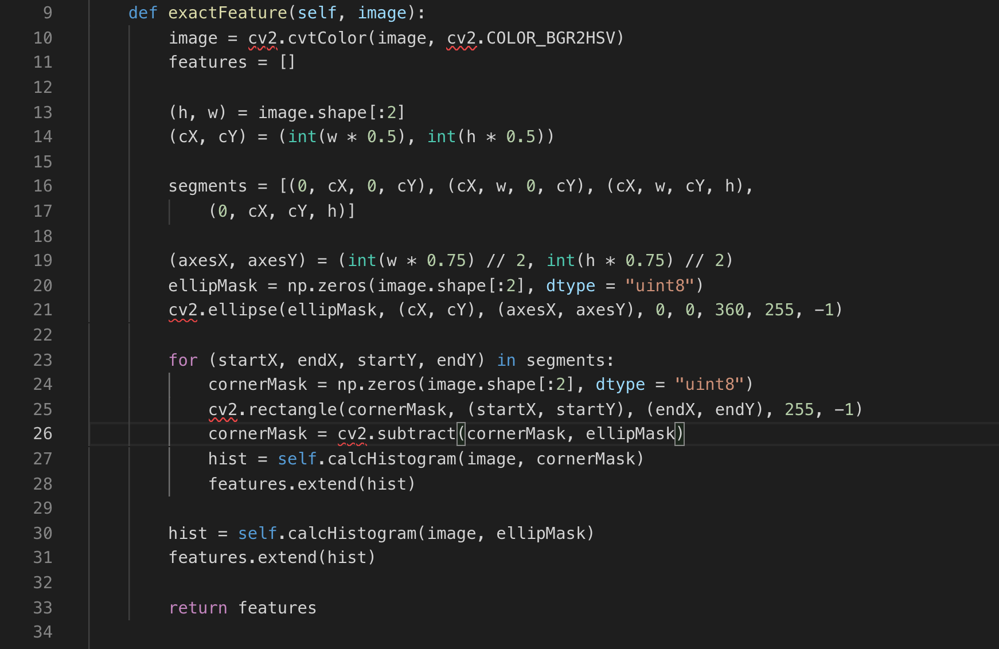 9 def exactFeature(self, image):
10 image = cv2.cvtColor(image, cv2.COLOR_BGR2HSV)
11 features = []
12
13 (h, w) = image.shape[:2]
14 (cX, cY) = (int(w * 0.5), int(h * 0.5))
15
16 segments = [(0, cX, 0, cY), (cX, w, 0, cY), (cX, w, cY, h),
17 (0, cX, cY, h)]
18
19 (axesX, axesY) = (int(w * 0.75) // 2, int(h * 0.75) // 2)
20 ellipMask = np.zeros(image.shape[:2], dtype = "uint8")
21 cv2.ellipse(ellipMask, (cX, cY), (axesX, axesY), 0, 0, 360, 255, -1)
22
23 for (startX, endX, startY, endY) in segments:
24 cornerMask = np.zeros(image.shape[:2], dtype = "uint8")
25 cv2.rectangle(cornerMask, (startX, startY), (endX, endY), 255, -1)
26 cornerMask = cv2.subtract(cornerMask, ellipMask)
27 hist = self.calcHistogram(image, cornerMask)
28 features.extend(hist)
29
30 hist = self.calcHistogram(image, ellipMask)
31 features.extend(hist)
32
33 return features
34